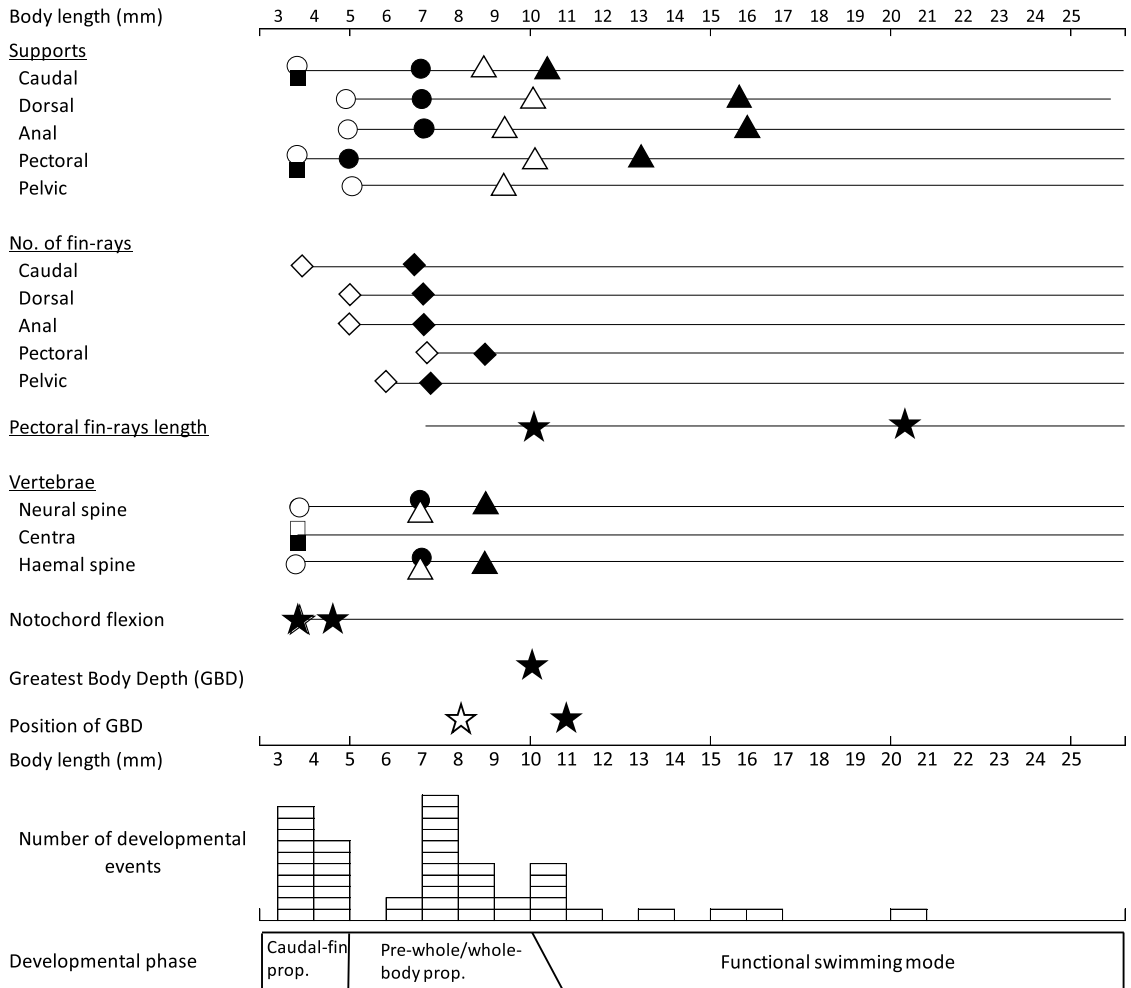 Body length (mm) 3 4 5 6 7 8 9 10 11 12 13 14 15 16 17 18 19 20 21 22 23 24 25
Supports
Caudal
Dorsal
Anal
Pectoral
Pelvic
No. of fin-rays
Caudal
Dorsal
Anal
Pectoral
Pelvic
Pectoral fin-rays length
Vertebrae
Neural spine
Centra
Haemal spine
Notochord flexion
Greatest Body Depth (GBD)
Position of GBD
Body length (mm) 3 4 5 6 7 8 9 10 11 12 13 14 15 16 17 18 19 20 21 22 23 24 25
Number of developmental
events
Developmental phase
Caudal-fin
prop.
Pre-whole/whole-
body prop.
Functional swimming mode